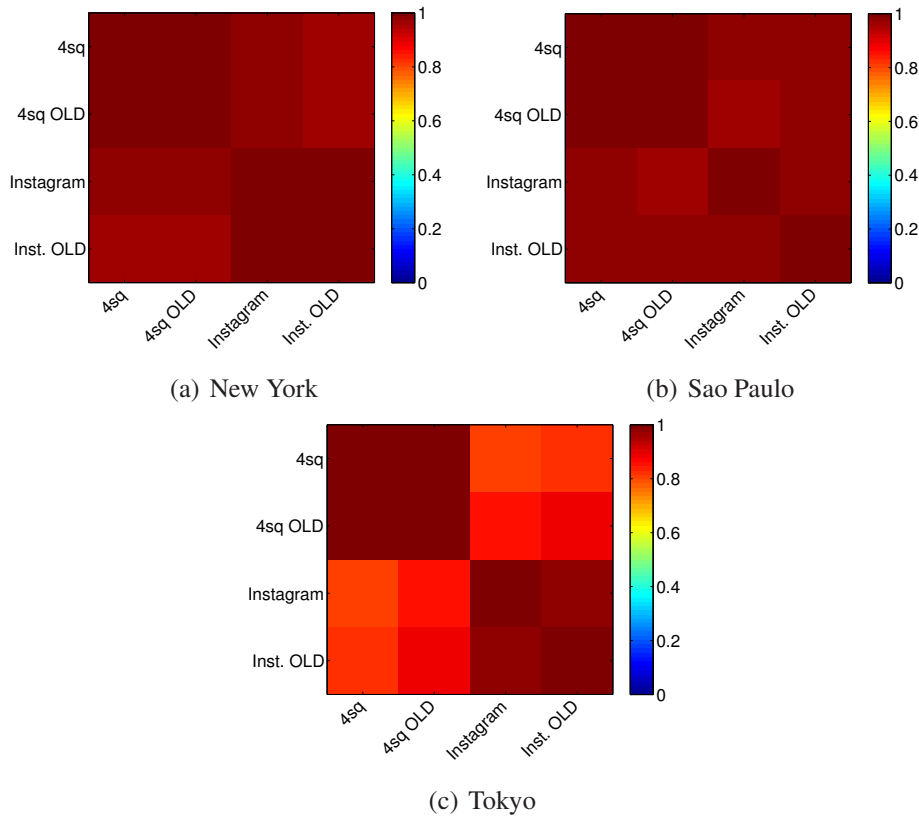 4sq
4sq OLD
Instagram
Inst. OLD
4sq
4sq OLD
Instagram
Inst. OLD
1
0.8
0.6
0.4
0.2
0
(a) New York
4sq
4sq OLD
Instagram
Inst. OLD
4sq
4sq OLD
Instagram
Inst. OLD
1
0.8
0.6
0.4
0.2
0
(b) Sao Paulo
4sq
4sq OLD
Instagram
Inst. OLD
4sq
4sq OLD
Instagram
Inst. OLD
1
0.8
0.6
0.4
0.2
0
(c) Tokyo